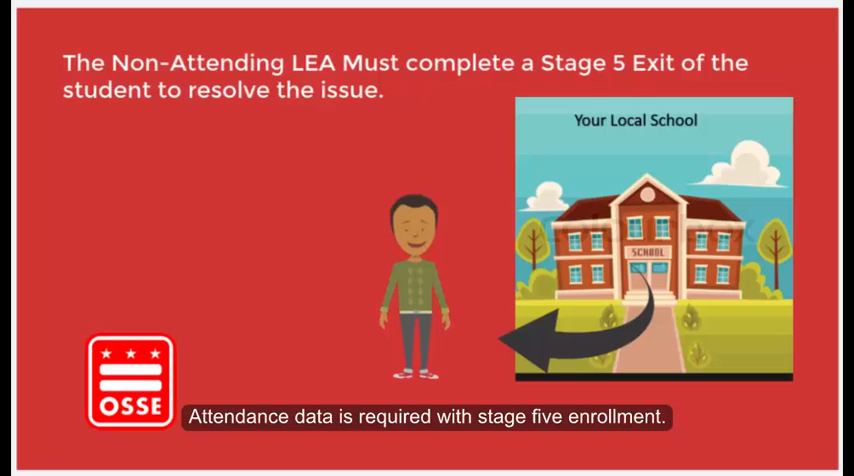 The Non-Attending LEA Must complete a Stage 5 Exit of the
student to resolve the issue.
Your Local School
SCHOOL
OSSE
Attendance data is required with stage five enrollment.